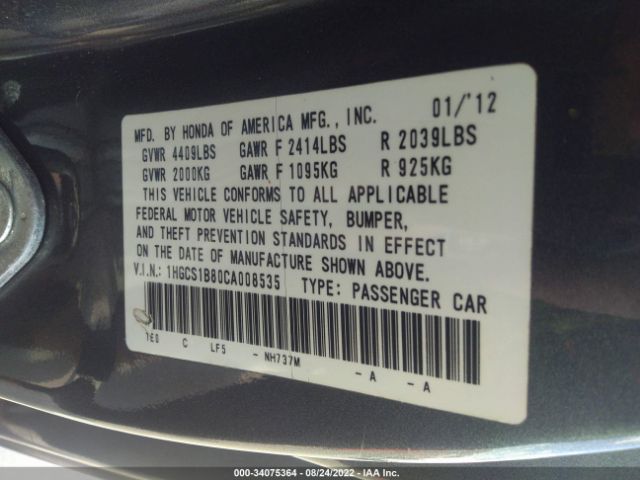 01/'12
MFD. BY HONDA OF AMERICA MFG., INC.
GVWR 4409LBS GAWR F 2414LBS R 2039LBS
GVWR 2000KG GAWR F 1095KG R 925KG
THIS VEHICLE CONFORMS TO ALL APPLICABLE
FEDERAL MOTOR VEHICLE SAFETY, BUMPER,
AND THEFT PREVENTION STANDARDS IN EFFECT
ON THE DATE OF MANUFACTURE SHOWN ABOVE.
V.I.N.: 1HGCS1B80CA008535 TYPE: PASSENGER CAR
TE0 C LF5 - NH737M - A - A
000-34075364 - 08/24/2022 - IAA Inc.